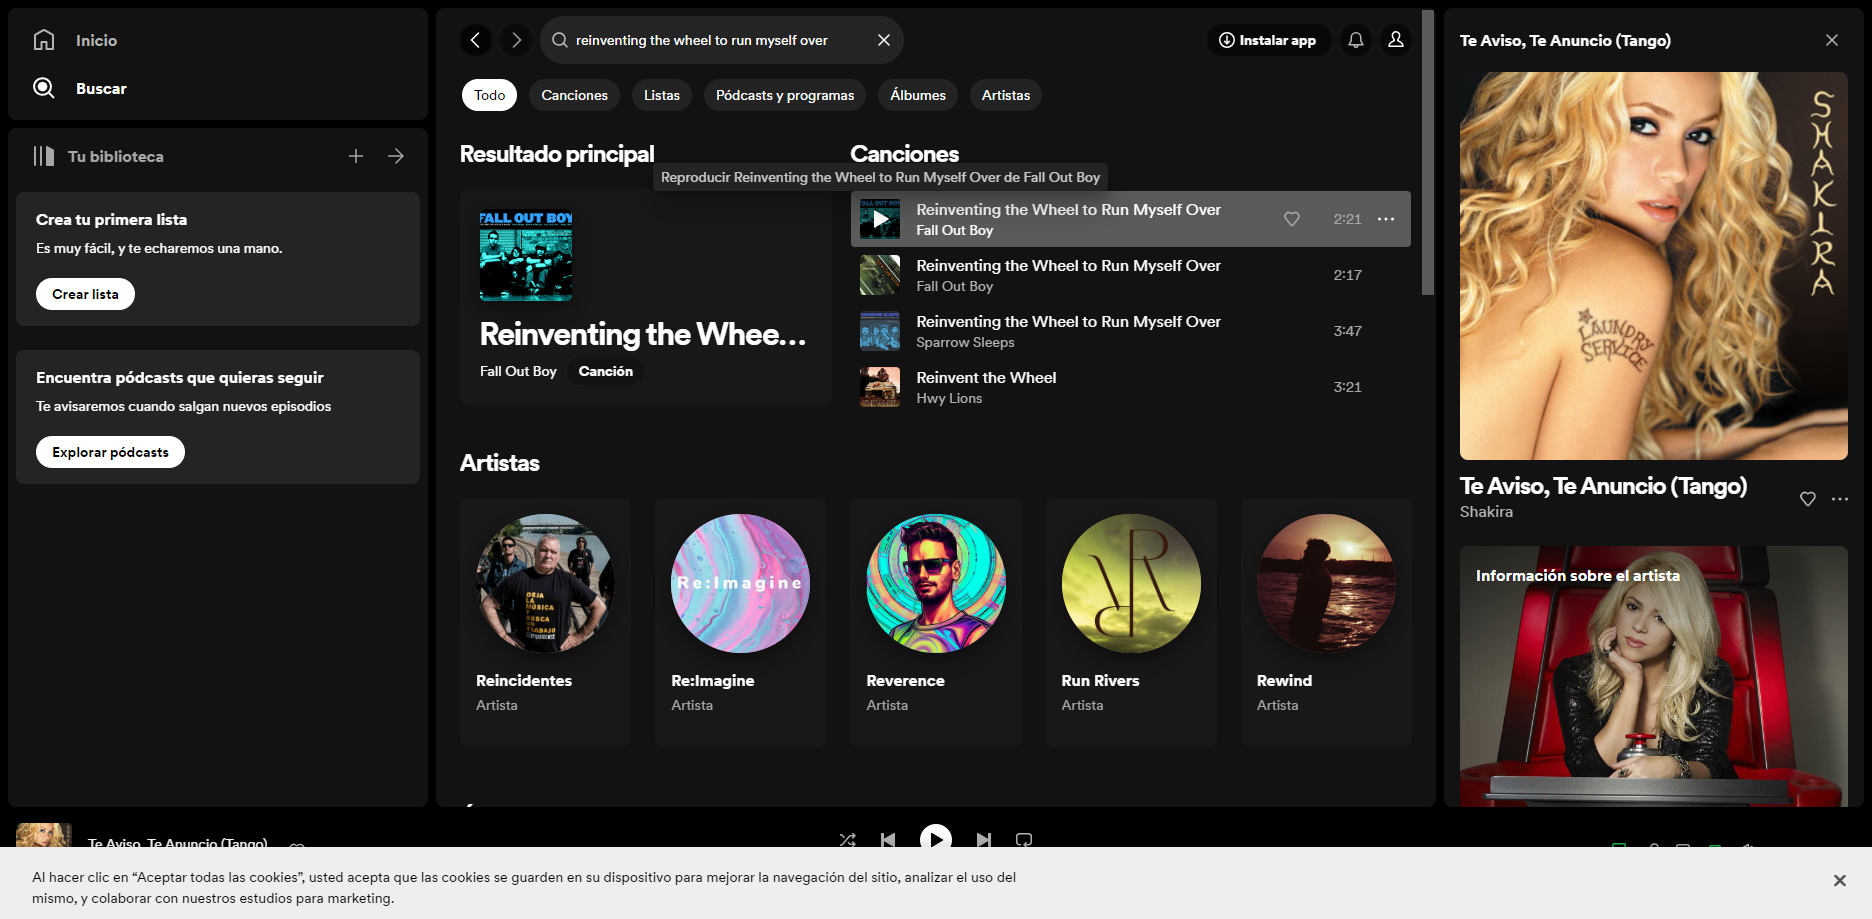 Inicio
Buscar
Tu biblioteca
Crea tu primera lista
Es muy fácil, y te echaremos una mano.
Crear lista
Encuentra pódcasts que quieras seguir
Te avisaremos cuando salgan nuevos episodios
Explorar pódcasts
reinventing the wheel to run myself over
Instalar app
Todo
Canciones
Listas
Pódcasts y programas
Álbumes
Artistas
Resultado principal
FALL OUT BOY
Reinventing the Whee...
Fall Out Boy
Canción
Canciones
Reproducir Reinventing the Wheel to Run Myself Over de Fall Out Boy
Reinventing the Wheel to Run Myself Over
Fall Out Boy
2:21
Reinventing the Wheel to Run Myself Over
Fall Out Boy
2:17
Reinventing the Wheel to Run Myself Over
Sparrow Sleeps
3:47
Reinvent the Wheel
Hwy Lions
3:21
Artistas
DEJA
LA
MÚSICA
Y
BUSCA
UN
TRABAJO
Reincidentes
Artista
Re:Imagine
Re:Imagine
Artista
Reverence
Artista
Run Rivers
Artista
Rewind
Artista
Te Aviso, Te Anuncio (Tango)
SHAKIRA
LAUNDRY
SERVICE
Te Aviso, Te Anuncio (Tango)
Shakira
Información sobre el artista
Te Aviso, Te Anuncio (Tango)
Al hacer clic en “Aceptar todas las cookies”, usted acepta que las cookies se guarden en su dispositivo para mejorar la navegación del sitio, analizar el uso del
mismo, y colaborar con nuestros estudios para marketing.